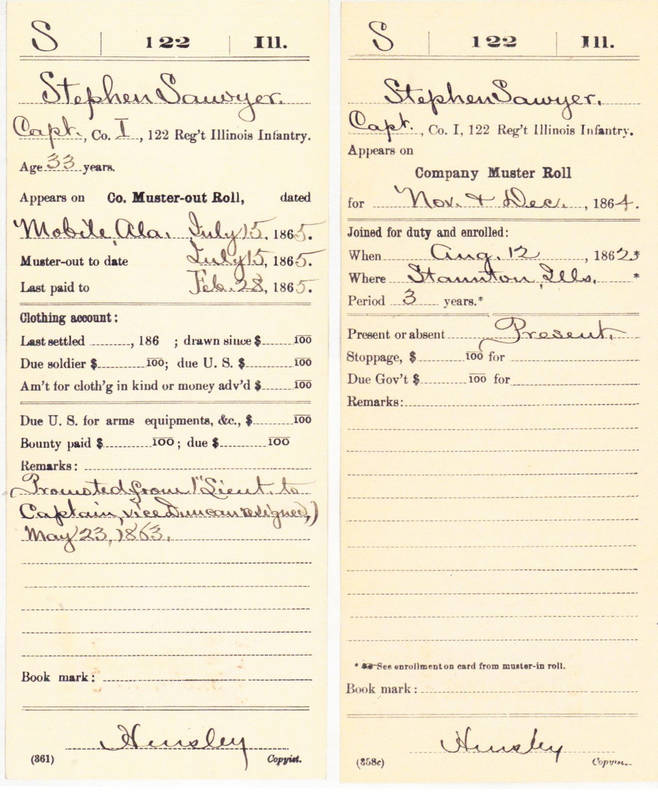 S | 122 | Ill.
Stephen Sawyer.
Capt., Co. I, 122 Reg't Illinois Infantry.
Age 33 years.
Appears on Co. Muster-out Roll, dated
Mobile, Ala. July 15, 1865.
Muster-out to date July 15, 1865.
Last paid to Feb. 28, 1865.
Clothing account:
Last settled , 186 ; drawn since $ 100
Due soldier $ 100; due U. S. $ 100
Am't for cloth'g in kind or money adv'd $ 100
Due U. S. for arms equipments, &c., $ 100
Bounty paid $ 100; due $ 100
Remarks:
Promoted from 1" Lieut. to
Captain, vice Duncan resigned,)
May 23, 1863.
Book mark:
Hinsley
(361) Copyist.
S | 122 | Ill.
Stephen Sawyer.
Capt., Co. I, 122 Reg't Illinois Infantry.
Appears on
Company Muster Roll
for Nov. & Dec., 1864.
Joined for duty and enrolled:
When Aug. 12, 1862*
Where Staunton, Ills. *
Period 3 years.*
Present or absent Present.
Stoppage, $ 100 for
Due Gov't $ 100 for
Remarks:
* See enrollment on card from muster-in roll.
Book mark:
Hinsley
(358c)